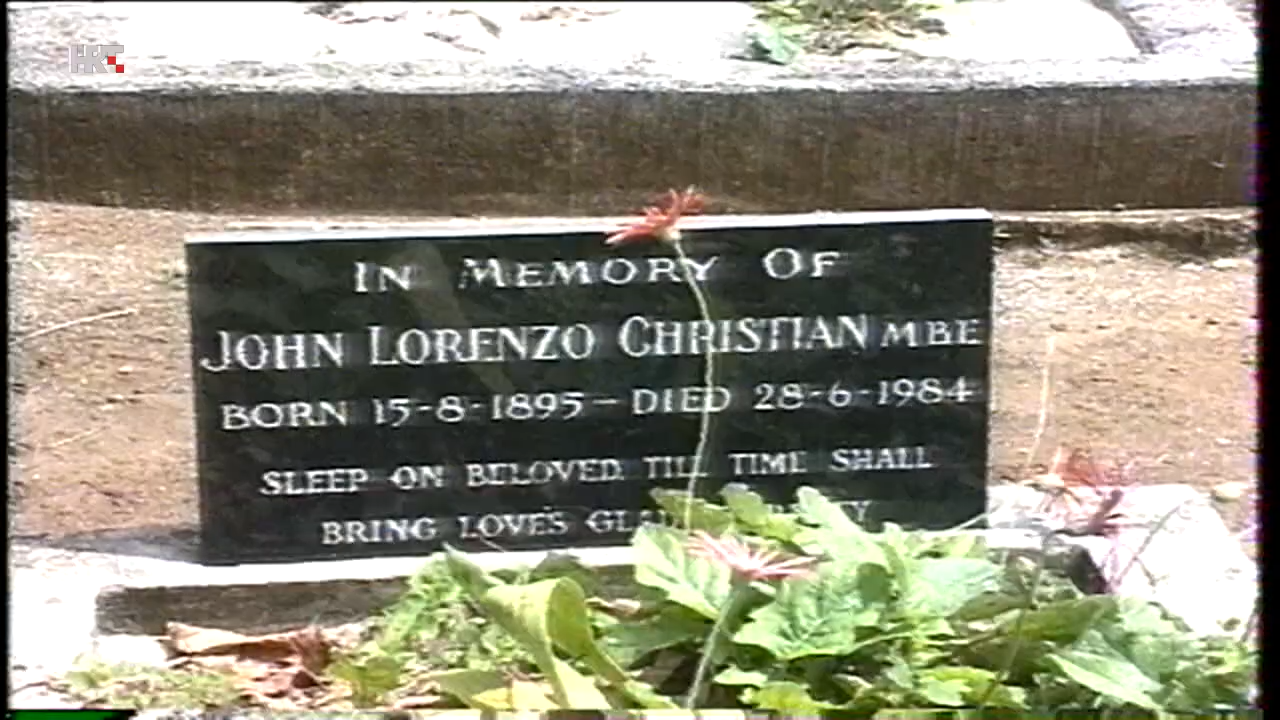 HRT
IN MEMORY OF
JOHN LORENZO CHRISTIAN MBE
BORN 15-8-1895 - DIED 28-6-1984
SLEEP ON BELOVED TILL TIME SHALL
BRING LOVE'S